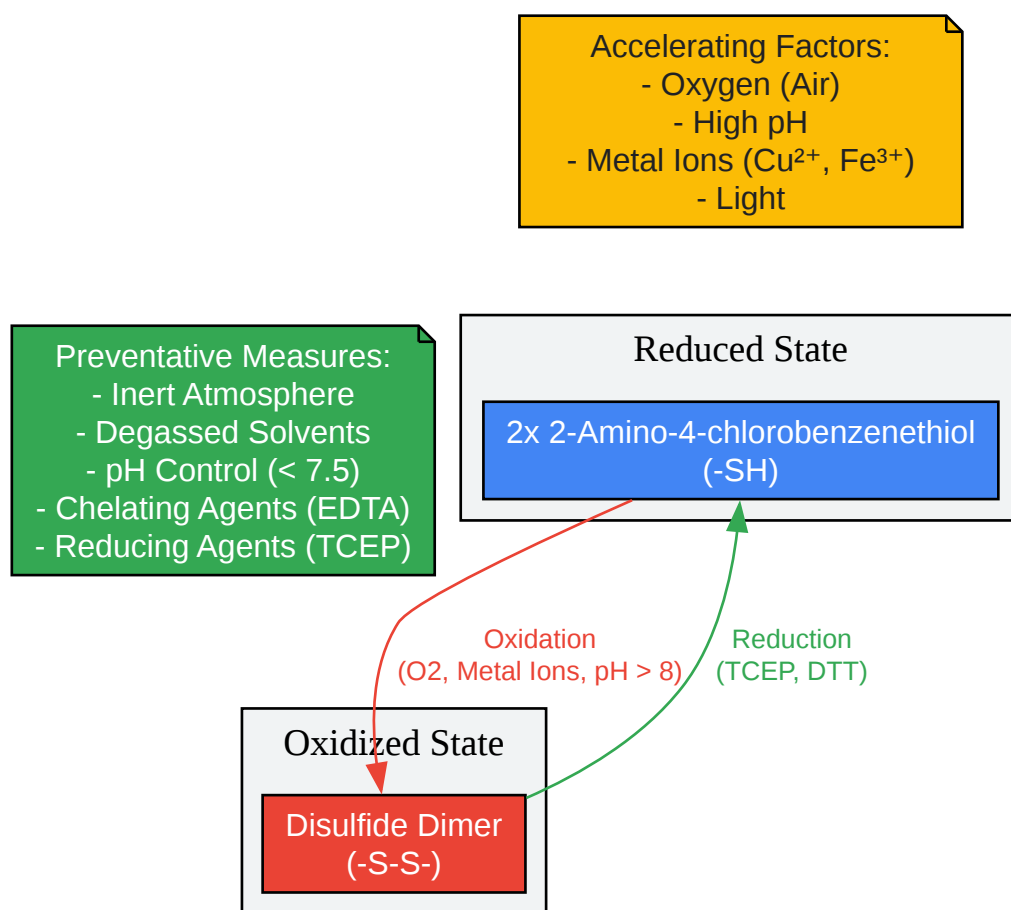 Accelerating Factors:
- Oxygen (Air)
- High pH
- Metal Ions (Cu²⁺, Fe³⁺)
- Light
Preventative Measures:
- Inert Atmosphere
- Degassed Solvents
- pH Control (< 7.5)
- Chelating Agents (EDTA)
- Reducing Agents (TCEP)
Reduced State
2x 2-Amino-4-chlorobenzenethiol
(-SH)
Oxidation
(O2, Metal Ions, pH > 8)
Reduction
(TCEP, DTT)
Oxidized State
Disulfide Dimer
(-S-S-)